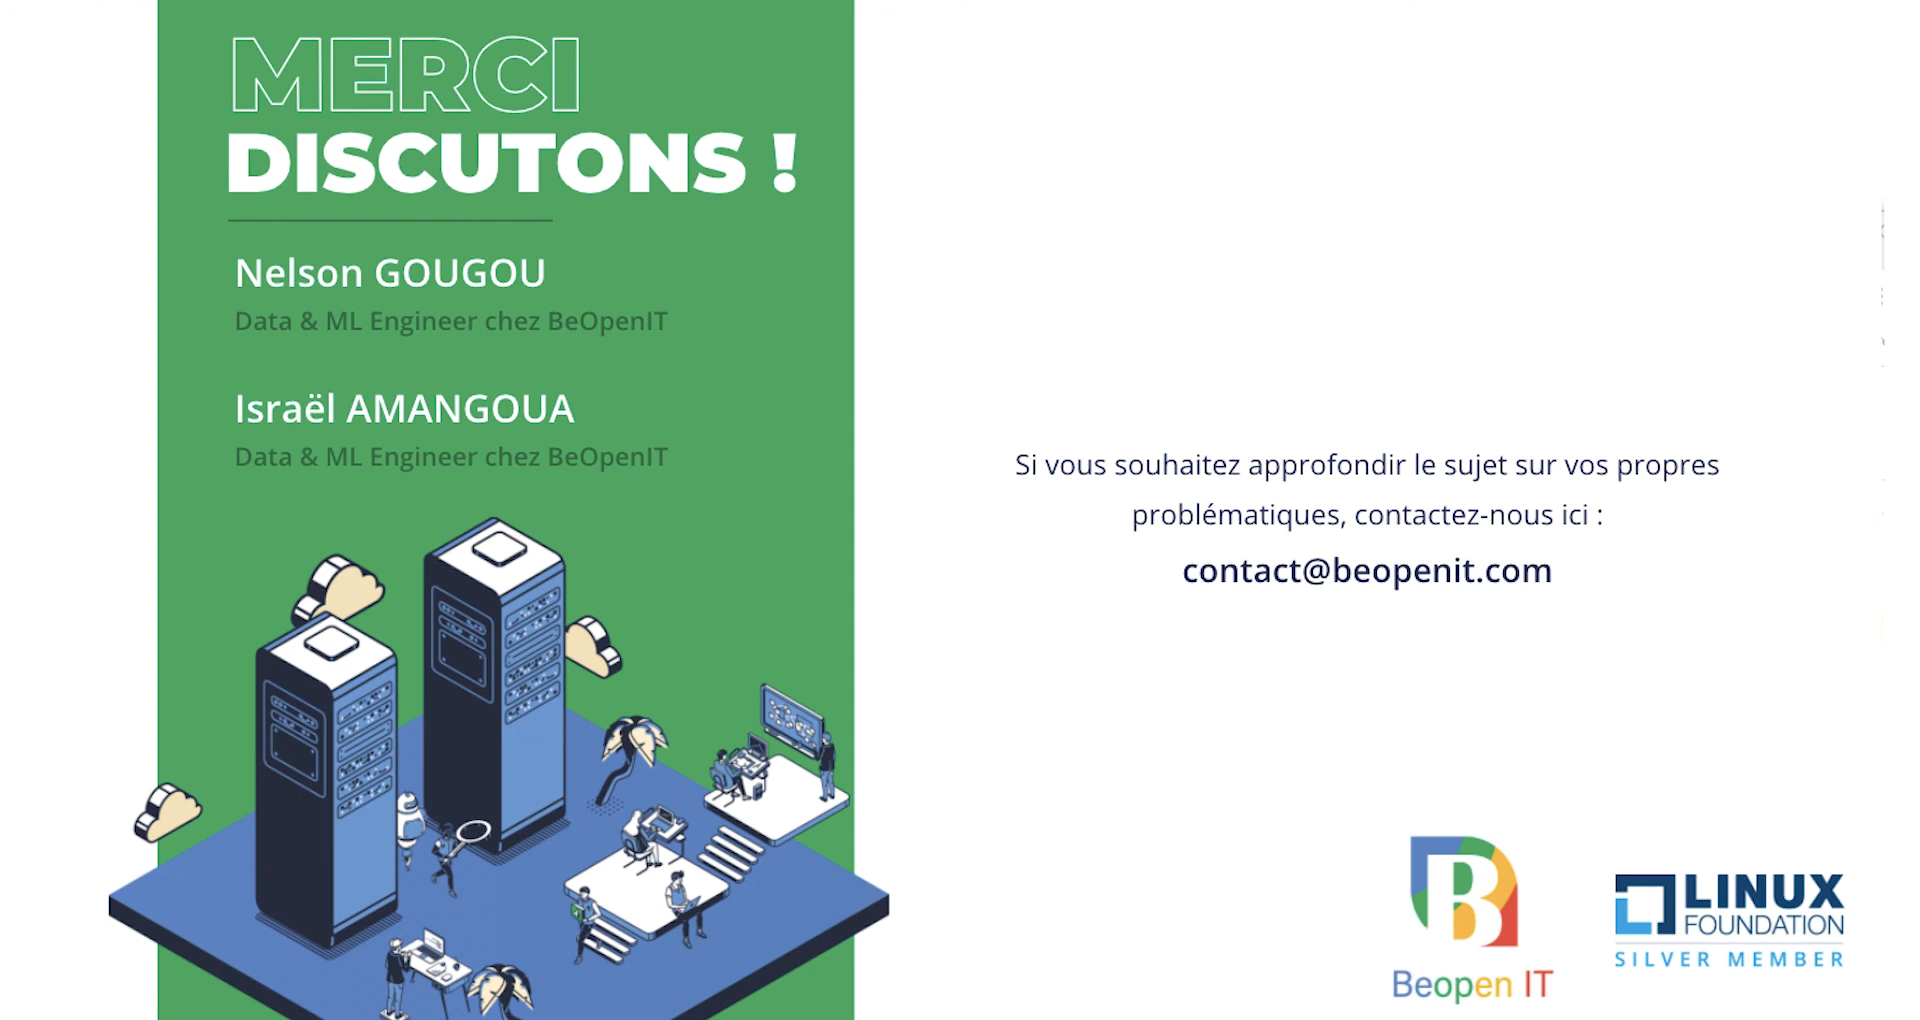 MERCI
DISCUTONS !
Nelson GOUGOU
Data & ML Engineer chez BeOpenIT
Israël AMANGOUA
Data & ML Engineer chez BeOpenIT
Si vous souhaitez approfondir le sujet sur vos propres
problématiques, contactez-nous ici :
contact@beopenit.com
B
Beopen IT
LINUX
FOUNDATION
SILVER MEMBER